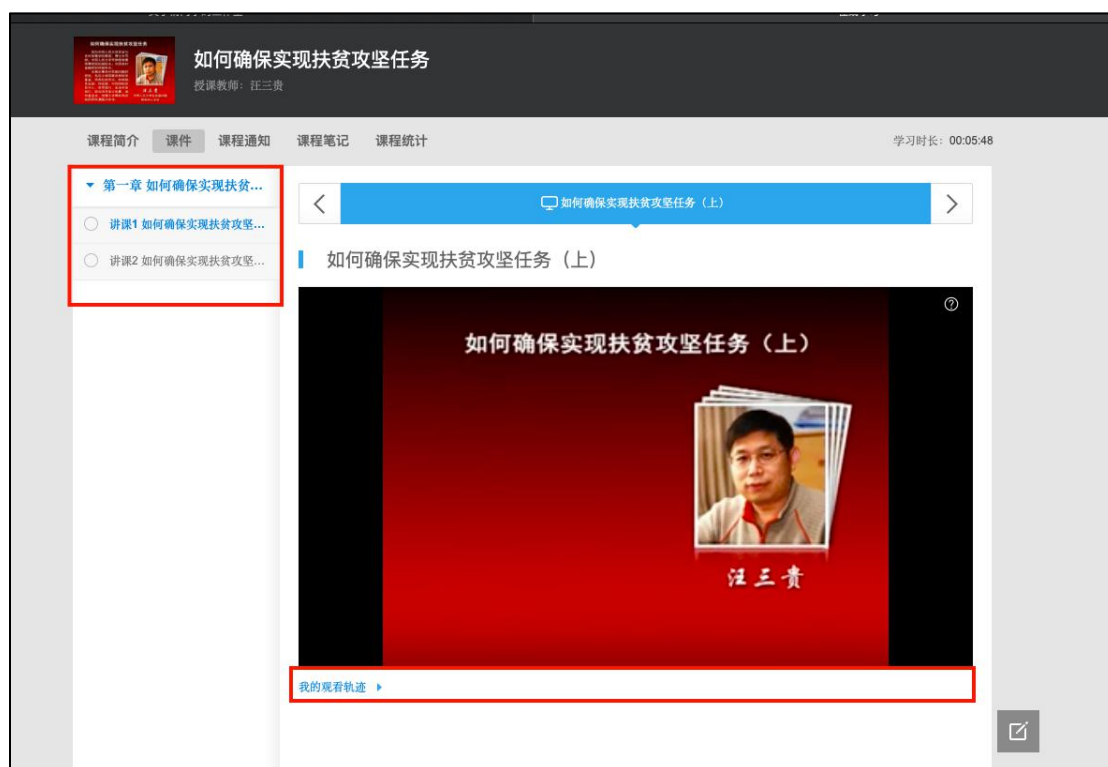 如何确保实现扶贫攻坚任务
授课教师：汪三贵
课程简介 课件 课程通知 课程笔记 课程统计 学习时长：00:05:48
第一章 如何确保实现扶贫...
讲课1 如何确保实现扶贫攻坚...
讲课2 如何确保实现扶贫攻坚...
如何确保实现扶贫攻坚任务（上）
如何确保实现扶贫攻坚任务（上）
如何确保实现扶贫攻坚任务（上）
汪三贵
我的观看轨迹